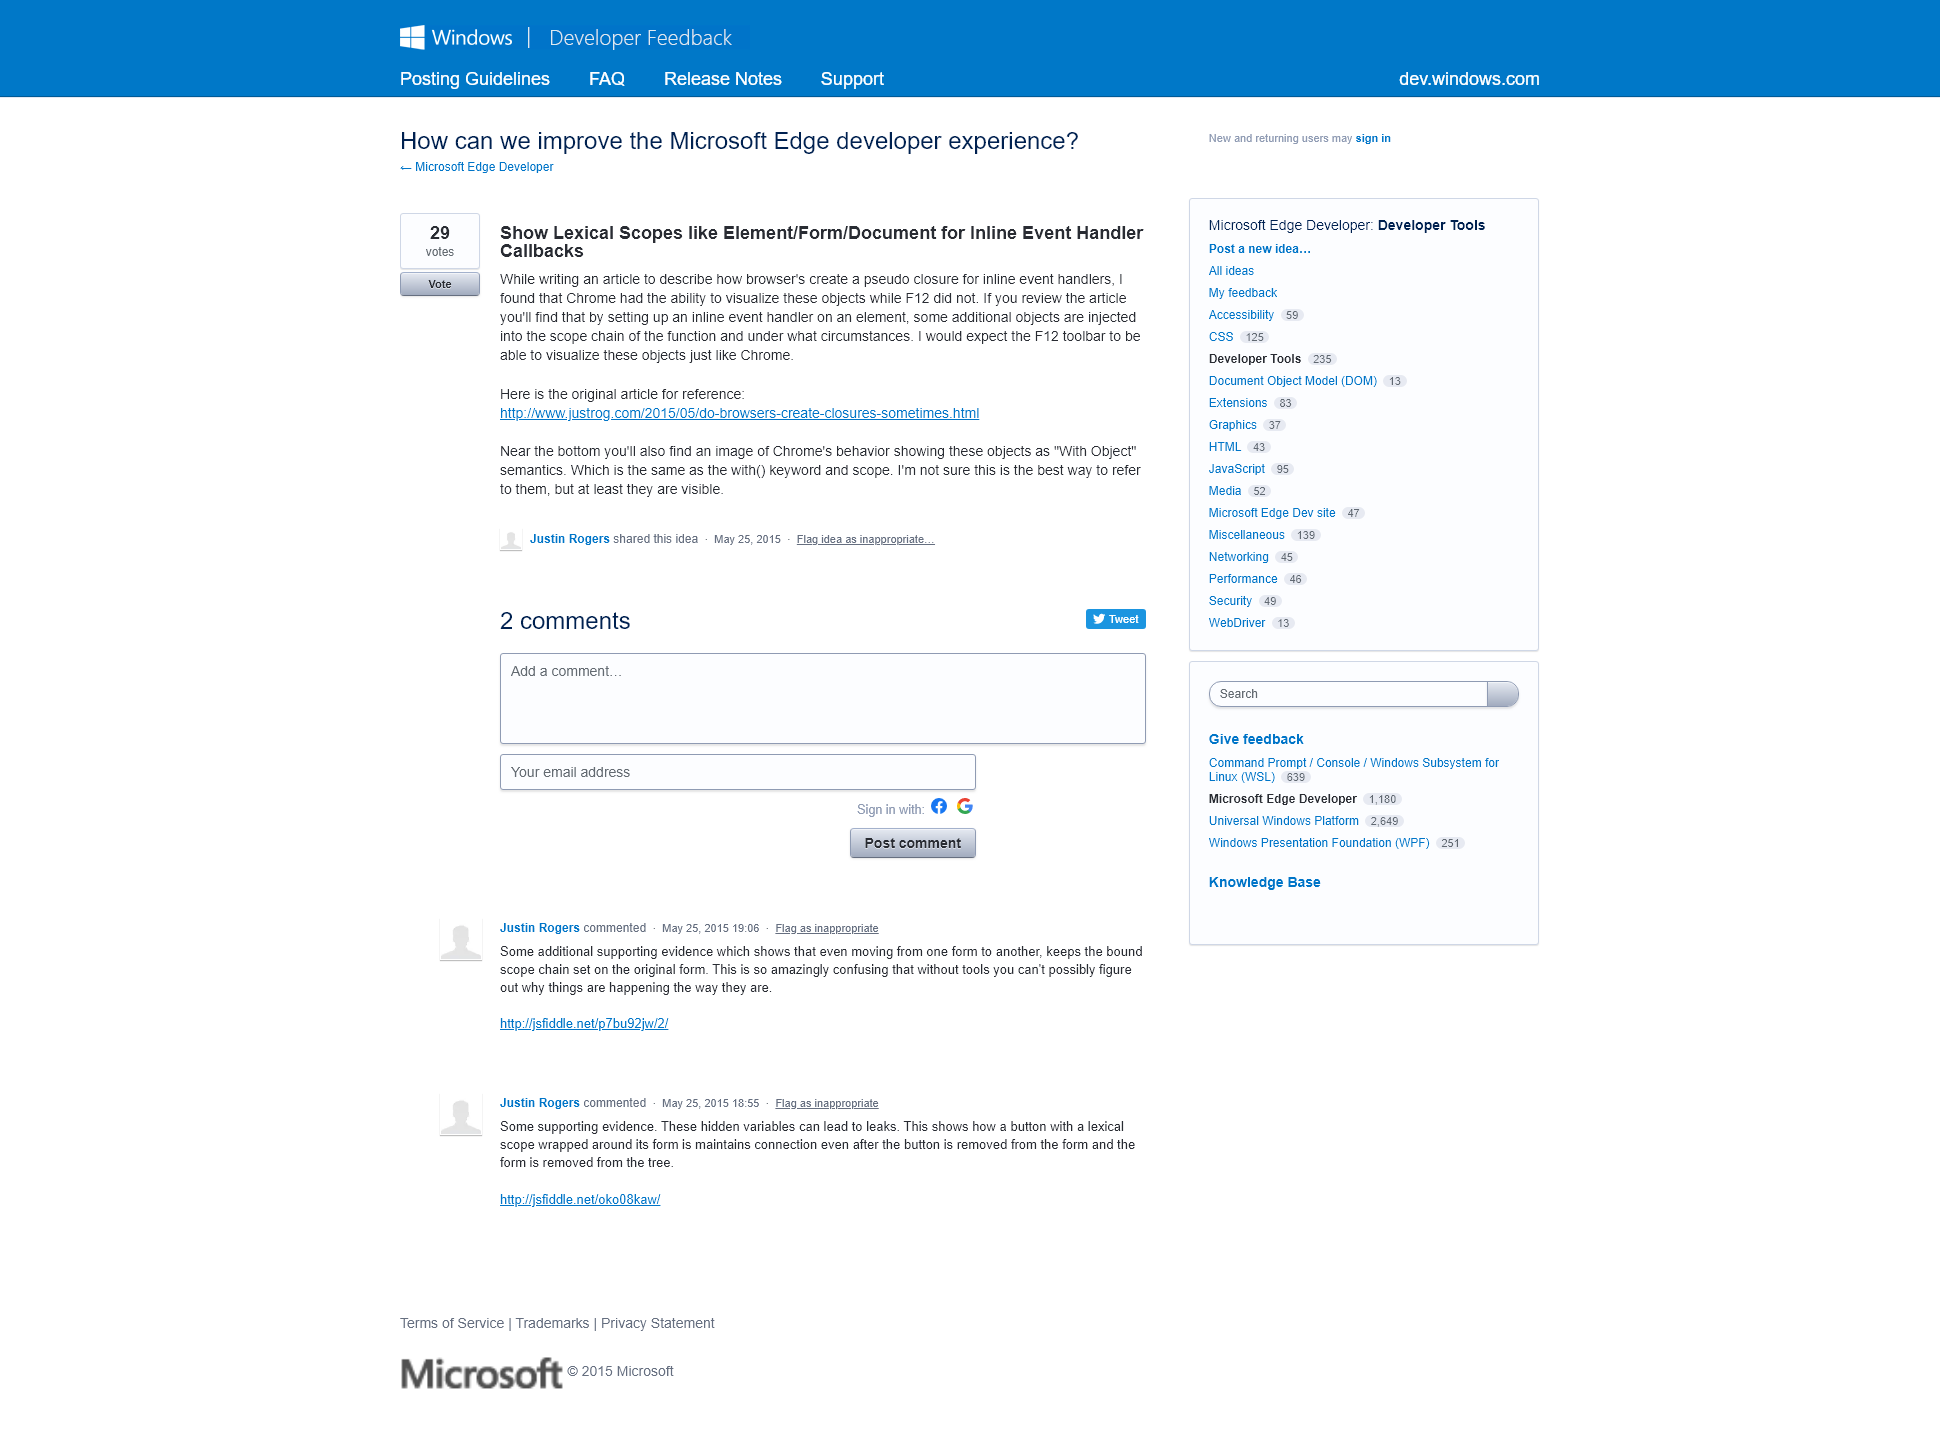 Windows | Developer Feedback
Posting Guidelines FAQ Release Notes Support dev.windows.com
How can we improve the Microsoft Edge developer experience?
← Microsoft Edge Developer
29
votes
Vote
Show Lexical Scopes like Element/Form/Document for Inline Event Handler
Callbacks
While writing an article to describe how browser's create a pseudo closure for inline event handlers, I
found that Chrome had the ability to visualize these objects while F12 did not. If you review the article
you'll find that by setting up an inline event handler on an element, some additional objects are injected
into the scope chain of the function and under what circumstances. I would expect the F12 toolbar to be
able to visualize these objects just like Chrome.
Here is the original article for reference:
http://www.justrog.com/2015/05/do-browsers-create-closures-sometimes.html
Near the bottom you'll also find an image of Chrome's behavior showing these objects as "With Object"
semantics. Which is the same as the with() keyword and scope. I'm not sure this is the best way to refer
to them, but at least they are visible.
Justin Rogers shared this idea · May 25, 2015 · Flag idea as inappropriate…
2 comments
Tweet
Add a comment…
Your email address
Sign in with:
Post comment
Justin Rogers commented · May 25, 2015 19:06 · Flag as inappropriate
Some additional supporting evidence which shows that even moving from one form to another, keeps the bound
scope chain set on the original form. This is so amazingly confusing that without tools you can't possibly figure
out why things are happening the way they are.
http://jsfiddle.net/p7bu92jw/2/
Justin Rogers commented · May 25, 2015 18:55 · Flag as inappropriate
Some supporting evidence. These hidden variables can lead to leaks. This shows how a button with a lexical
scope wrapped around its form is maintains connection even after the button is removed from the form and the
form is removed from the tree.
http://jsfiddle.net/oko08kaw/
New and returning users may sign in
Microsoft Edge Developer: Developer Tools
Post a new idea…
All ideas
My feedback
Accessibility 59
CSS 125
Developer Tools 235
Document Object Model (DOM) 13
Extensions 83
Graphics 37
HTML 43
JavaScript 95
Media 52
Microsoft Edge Dev site 47
Miscellaneous 139
Networking 45
Performance 46
Security 49
WebDriver 13
Search
Give feedback
Command Prompt / Console / Windows Subsystem for
Linux (WSL) 639
Microsoft Edge Developer 1,180
Universal Windows Platform 2,649
Windows Presentation Foundation (WPF) 251
Knowledge Base
Terms of Service | Trademarks | Privacy Statement
Microsoft © 2015 Microsoft